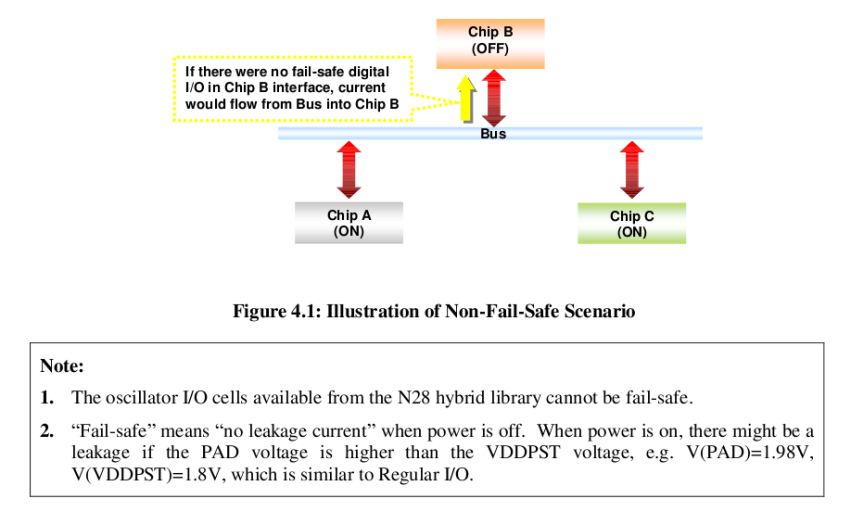 Chip B
(OFF)
If there were no fail-safe digital
I/O in Chip B interface, current
would flow from Bus into Chip B
Bus
Chip A
(ON)
Chip C
(ON)
Figure 4.1: Illustration of Non-Fail-Safe Scenario
Note:
1. The oscillator I/O cells available from the N28 hybrid library cannot be fail-safe.
2. “Fail-safe” means “no leakage current” when power is off. When power is on, there might be a
leakage if the PAD voltage is higher than the VDDPST voltage, e.g. V(PAD)=1.98V,
V(VDDPST)=1.8V, which is similar to Regular I/O.